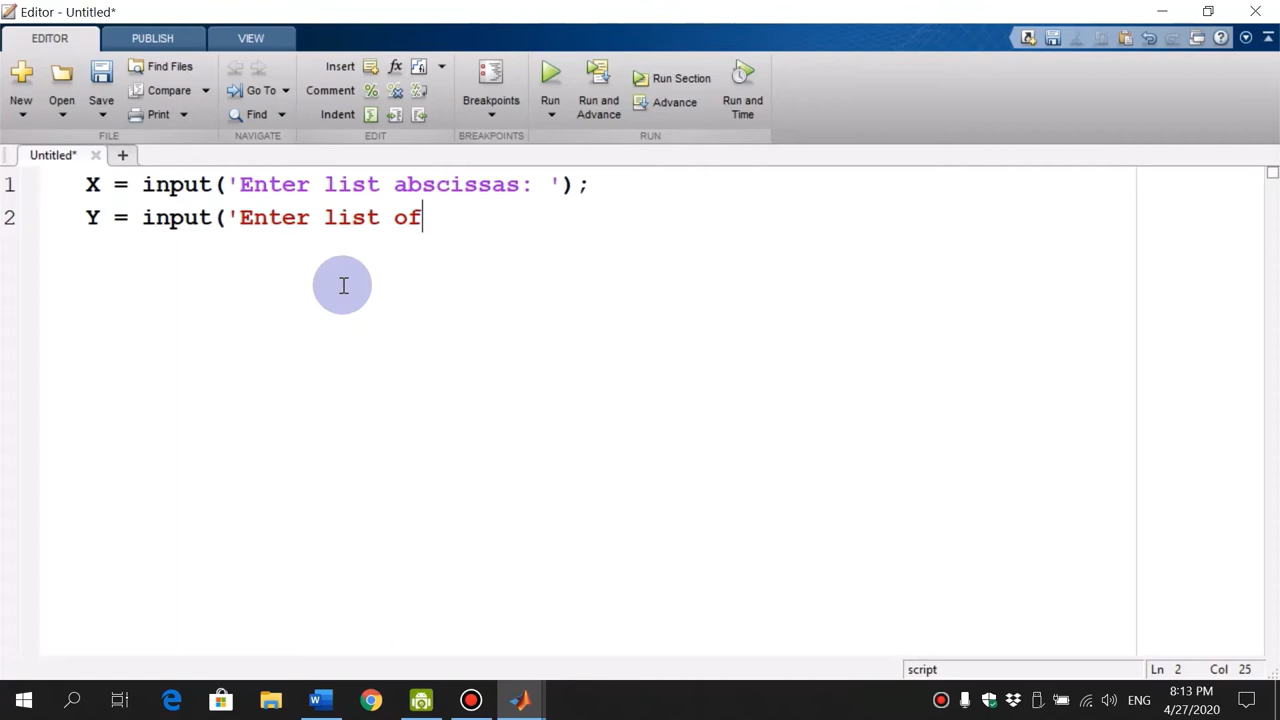 Editor - Untitled*
EDITOR PUBLISH VIEW
New Open Save Find Files Compare Print
FILE
Go To Find
NAVIGATE
Insert fx
Comment
Indent
EDIT
Breakpoints
BREAKPOINTS
Run Run and Advance Run Section Advance Run and Time
RUN
Untitled* +
1 X = input('Enter list abscissas: ');
2 Y = input('Enter list of
script Ln 2 Col 25
ENG 8:13 PM
4/27/2020